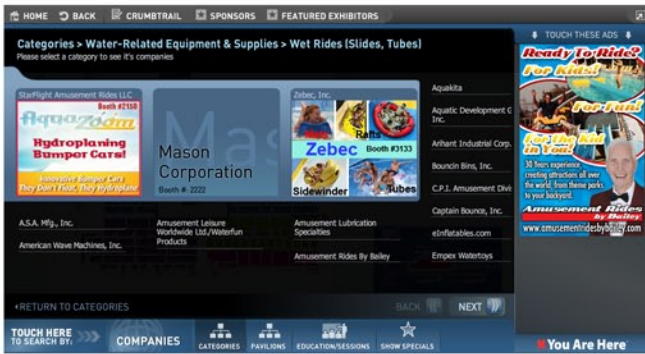 HOME
BACK
CRUMBTRAIL
SPONSORS
FEATURED EXHIBITORS
Categories > Water-Related Equipment & Supplies > Wet Rides (Slides, Tubes)
Please select a category to see it's companies
StarFlight Amusement Rides LLC
Booth #2150
Aquazoom
Hydroplaning
Bumper Cars!
Innovative Bumper Cars
They Don't Float, They Hydroplane
Mas
Mason
Corporation
Booth #: 2222
Zebec, Inc.
Rafts
Zebec
Booth #3133
Sidewinder
Tubes
Aquakita
Aquatic Development G
Inc.
Arihant Industrial Corp.
Bouncin Bins, Inc.
C.P.I. Amusement Divi
Captain Bounce, Inc.
eInflatables.com
Empex Watertoys
A.S.A. Mfg., Inc.
American Wave Machines, Inc.
Amusement Leisure
Worldwide Ltd./Waterfun
Products
Amusement Lubrication
Specialties
Amusement Rides By Bailey
RETURN TO CATEGORIES
BACK
NEXT
TOUCH HERE
TO SEARCH BY:
COMPANIES
CATEGORIES
PAVILIONS
EDUCATION/SESSIONS
SHOW SPECIALS
TOUCH THESE ADS
Ready To Ride?
For Kids!
For Fun!
For The Kid
in You!
30 Years experience,
creating attractions all over
the world, from theme parks
to your backyard.
Amusement Rides
by Bailey
www.amusementridesbybailey.com
You Are Here